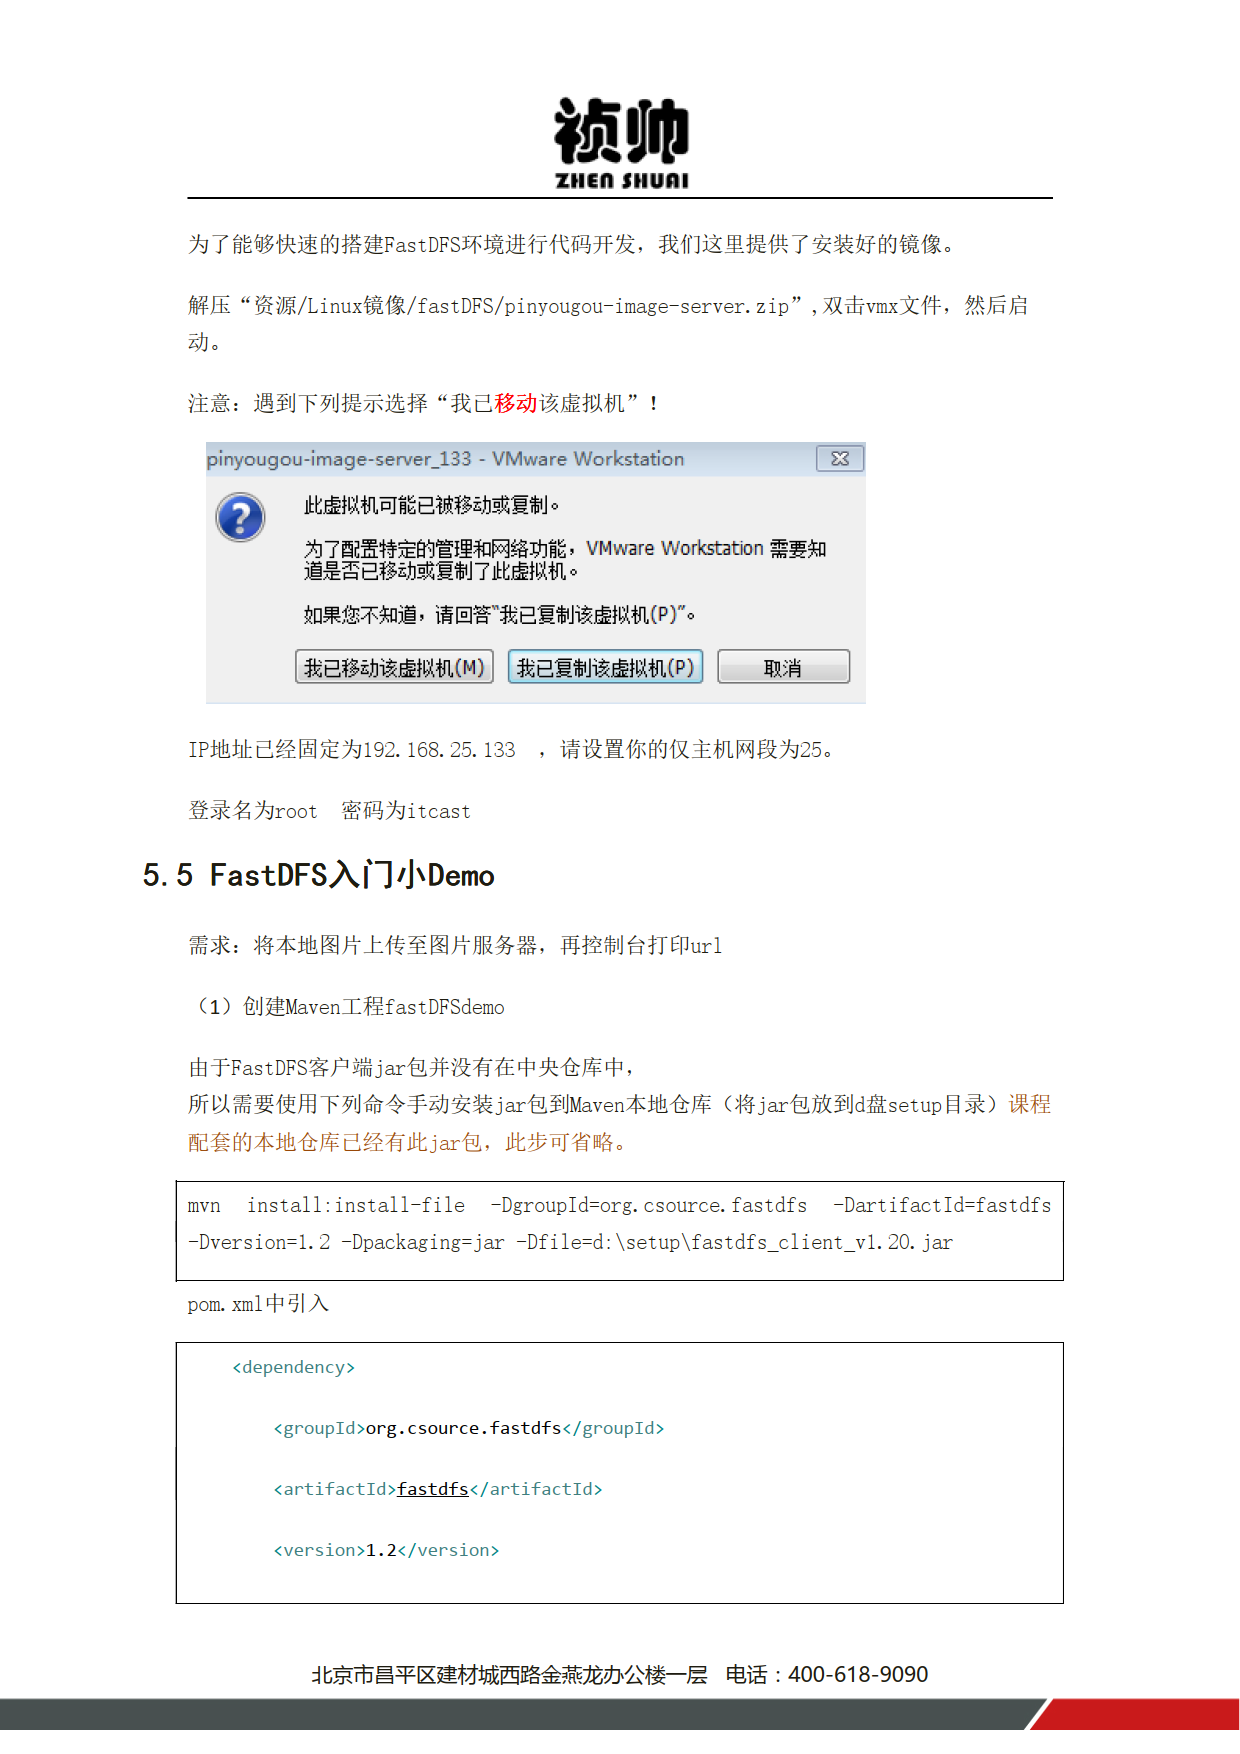 祯帅
ZHEN SHUAI
为了能够快速的搭建FastDFS环境进行代码开发，我们这里提供了安装好的镜像。
解压“资源/Linux镜像/fastDFS/pinyougou-image-server.zip”,双击vmx文件，然后启
动。
注意：遇到下列提示选择“我已移动该虚拟机”！
pinyougou-image-server_133 - VMware Workstation
此虚拟机可能已被移动或复制。
为了配置特定的管理和网络功能，VMware Workstation 需要知
道是否已移动或复制了此虚拟机。
如果您不知道，请回答“我已复制该虚拟机(P)”。
我已移动该虚拟机(M) 我已复制该虚拟机(P) 取消
IP地址已经固定为192.168.25.133 ，请设置你的仅主机网段为25。
登录名为root 密码为itcast
5.5 FastDFS入门小Demo
需求：将本地图片上传至图片服务器，再控制台打印url
（1）创建Maven工程fastDFSdemo
由于FastDFS客户端jar包并没有在中央仓库中，
所以需要使用下列命令手动安装jar包到Maven本地仓库（将jar包放到d盘setup目录）课程
配套的本地仓库已经有此jar包，此步可省略。
mvn install:install-file -DgroupId=org.csource.fastdfs -DartifactId=fastdfs
-Dversion=1.2 -Dpackaging=jar -Dfile=d:\setup\fastdfs_client_v1.20.jar
pom.xml中引入
<dependency>
<groupId>org.csource.fastdfs</groupId>
<artifactId>fastdfs</artifactId>
<version>1.2</version>
北京市昌平区建材城西路金燕龙办公楼一层 电话：400-618-9090